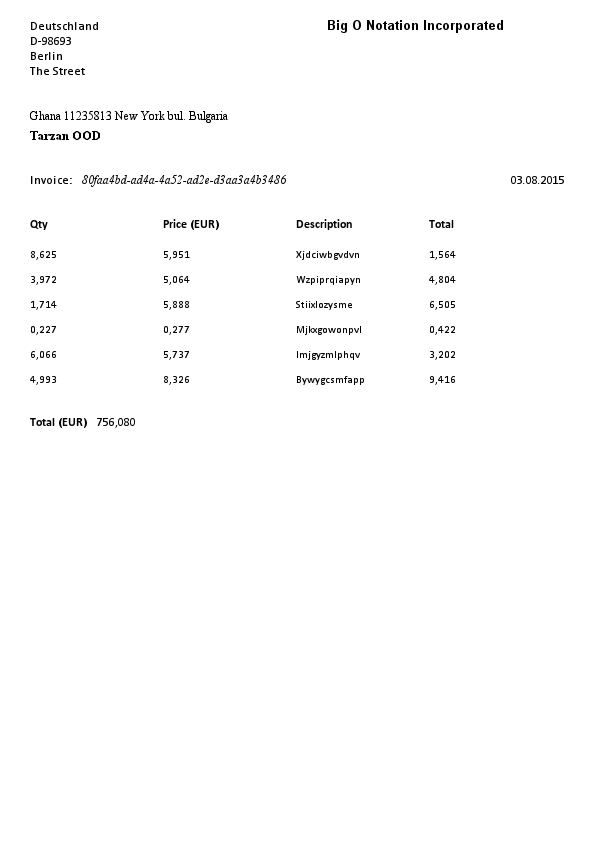 Deutschland
D-98693
Berlin
The Street
Big O Notation Incorporated
Ghana 11235813 New York bul. Bulgaria
Tarzan OOD
Invoice: 80faa4bd-ad4a-4a52-ad2e-d3aa3a4b3486 03.08.2015
Qty Price (EUR) Description Total
8,625 5,951 Xjdciwbgvdvn 1,564
3,972 5,064 Wzpiprqiapyn 4,804
1,714 5,888 Stiixlozysme 6,505
0,227 0,277 Mjkxgowonpvl 0,422
6,066 5,737 Imjgyzmlphqv 3,202
4,993 8,326 Bywygcsmfapp 9,416
Total (EUR) 756,080